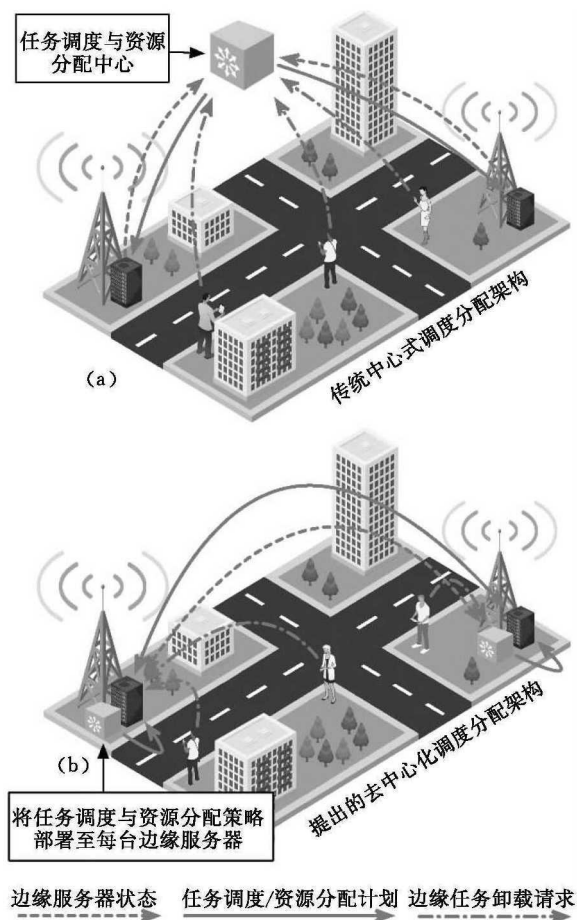 任务调度与资源
分配中心
传统中心式调度分配架构
(a)
提出的去中心化调度分配架构
(b)
将任务调度与资源分配策略
部署至每台边缘服务器
边缘服务器状态 任务调度/资源分配计划 边缘任务卸载请求